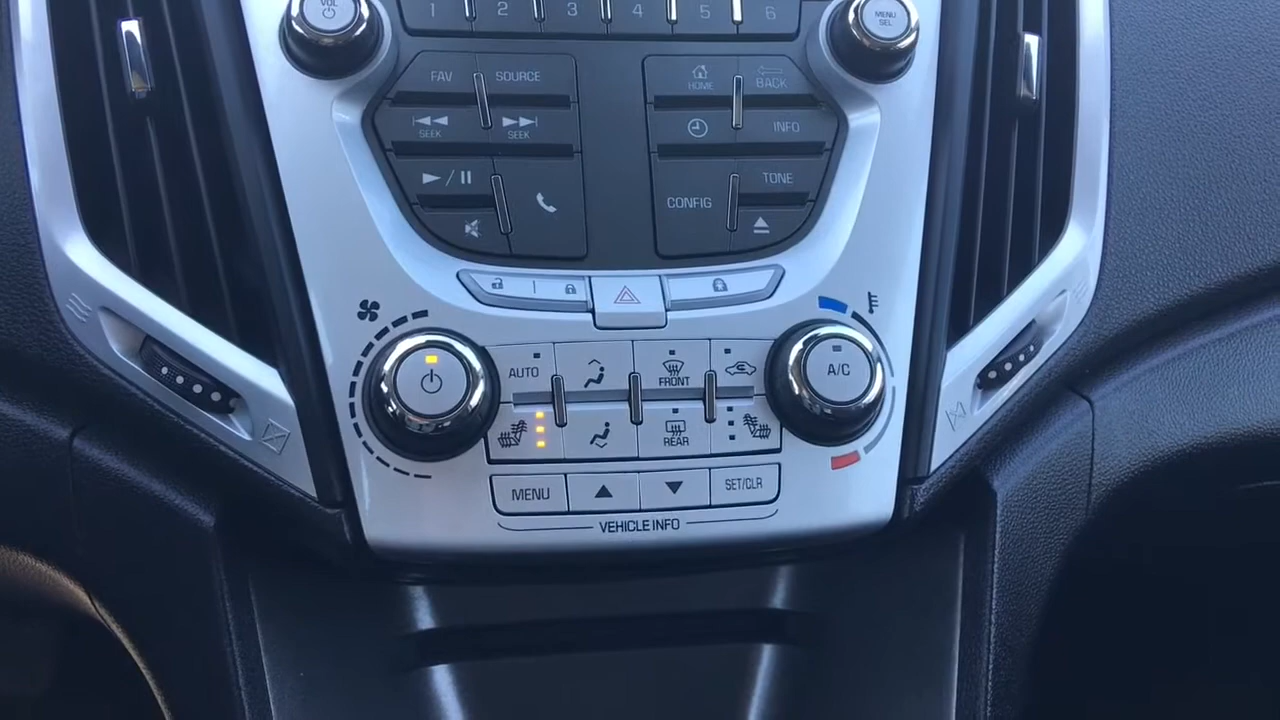 VOL
1 2 3 4 5 6
MENU
SEL
FAV SOURCE
HOME BACK
SEEK SEEK
INFO
TONE
CONFIG
AUTO
FRONT
A/C
REAR
MENU SET/CLR
VEHICLE INFO